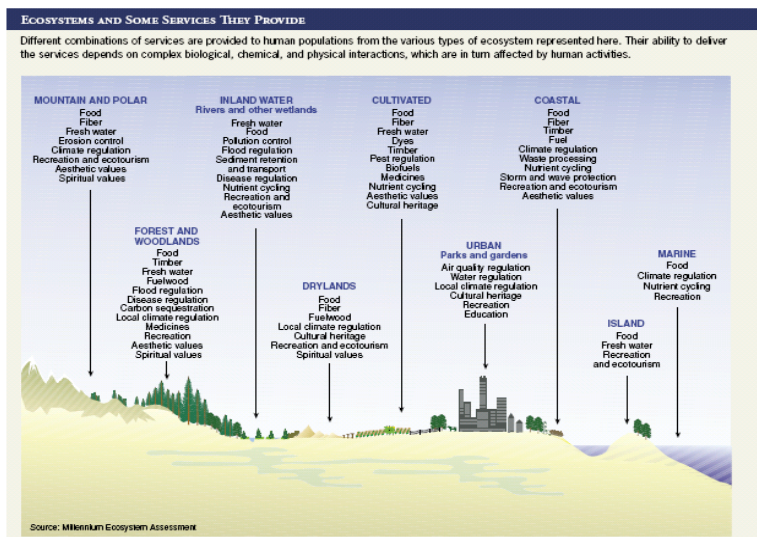 ECOSYSTEMS AND SOME SERVICES THEY PROVIDE
Different combinations of services are provided to human populations from the various types of ecosystem represented here. Their ability to deliver
the services depends on complex biological, chemical, and physical interactions, which are in turn affected by human activities.
MOUNTAIN AND POLAR
Food
Fiber
Fresh water
Erosion control
Climate regulation
Recreation and ecotourism
Aesthetic values
Spiritual values
INLAND WATER
Rivers and other wetlands
Fresh water
Food
Pollution control
Flood regulation
Sediment retention
and transport
Disease regulation
Nutrient cycling
Recreation and
ecotourism
Aesthetic values
CULTIVATED
Food
Fiber
Fresh water
Dyes
Timber
Pest regulation
Biofuels
Medicines
Nutrient cycling
Aesthetic values
Cultural heritage
COASTAL
Food
Fiber
Timber
Fuel
Climate regulation
Waste processing
Nutrient cycling
Storm and wave protection
Recreation and ecotourism
Aesthetic values
FOREST AND
WOODLANDS
Food
Timber
Fresh water
Fuelwood
Flood regulation
Disease regulation
Carbon sequestration
Local climate regulation
Medicines
Recreation
Aesthetic values
Spiritual values
DRYLANDS
Food
Fiber
Fuelwood
Local climate regulation
Cultural heritage
Recreation and ecotourism
Spiritual values
URBAN
Parks and gardens
Air quality regulation
Water regulation
Local climate regulation
Cultural heritage
Recreation
Education
MARINE
Food
Climate regulation
Nutrient cycling
Recreation
ISLAND
Food
Fresh water
Recreation
and ecotourism
Source: Millennium Ecosystem Assessment